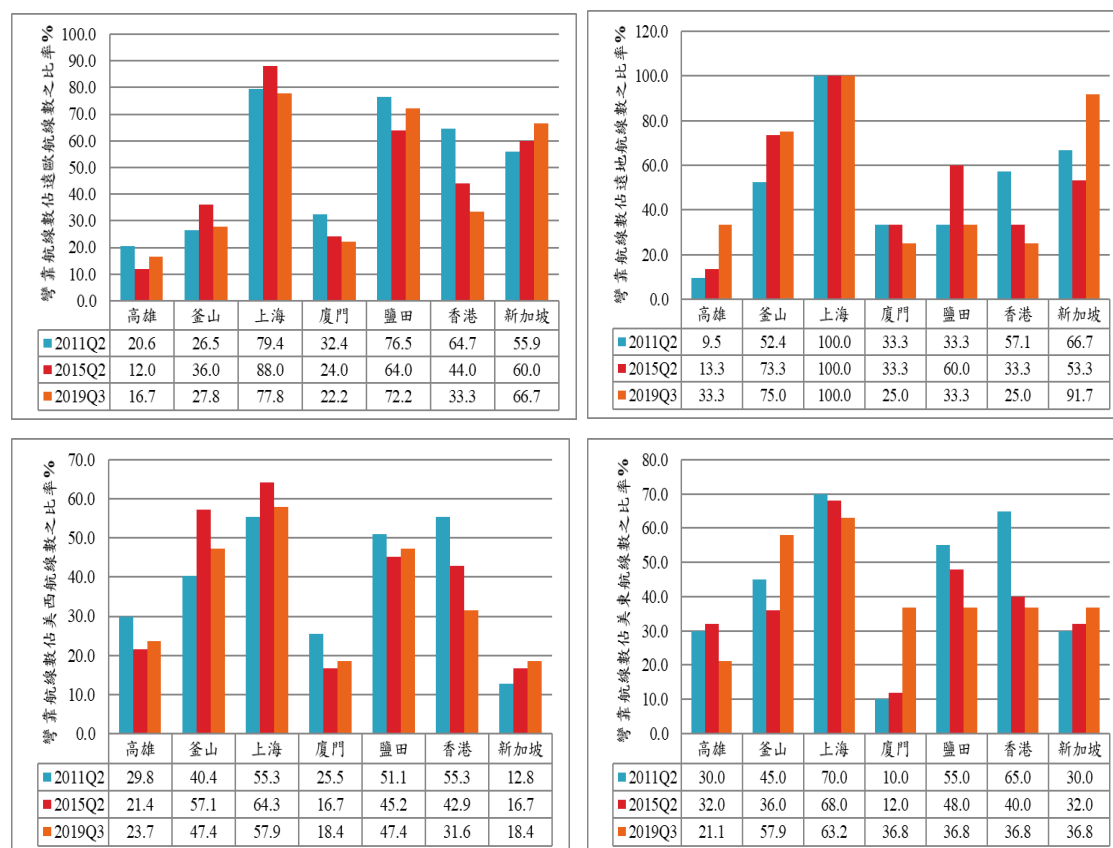 彎靠航線數佔遠歐航線數之比率%
100.0
90.0
80.0
70.0
60.0
50.0
40.0
30.0
20.0
10.0
0.0
高雄 釜山 上海 廈門 鹽田 香港 新加坡
2011Q2 20.6 26.5 79.4 32.4 76.5 64.7 55.9
2015Q2 12.0 36.0 88.0 24.0 64.0 44.0 60.0
2019Q3 16.7 27.8 77.8 22.2 72.2 33.3 66.7
彎靠航線數佔遠地航線數之比率%
120.0
100.0
80.0
60.0
40.0
20.0
0.0
高雄 釜山 上海 廈門 鹽田 香港 新加坡
2011Q2 9.5 52.4 100.0 33.3 33.3 57.1 66.7
2015Q2 13.3 73.3 100.0 33.3 60.0 33.3 53.3
2019Q3 33.3 75.0 100.0 25.0 33.3 25.0 91.7
彎靠航線數佔美西航線數之比率%
70.0
60.0
50.0
40.0
30.0
20.0
10.0
0.0
高雄 釜山 上海 廈門 鹽田 香港 新加坡
2011Q2 29.8 40.4 55.3 25.5 51.1 55.3 12.8
2015Q2 21.4 57.1 64.3 16.7 45.2 42.9 16.7
2019Q3 23.7 47.4 57.9 18.4 47.4 31.6 18.4
彎靠航線數佔美東航線數之比率%
80.0
70.0
60.0
50.0
40.0
30.0
20.0
10.0
0.0
高雄 釜山 上海 廈門 鹽田 香港 新加坡
2011Q2 30.0 45.0 70.0 10.0 55.0 65.0 30.0
2015Q2 32.0 36.0 68.0 12.0 48.0 40.0 32.0
2019Q3 21.1 57.9 63.2 36.8 36.8 36.8 36.8